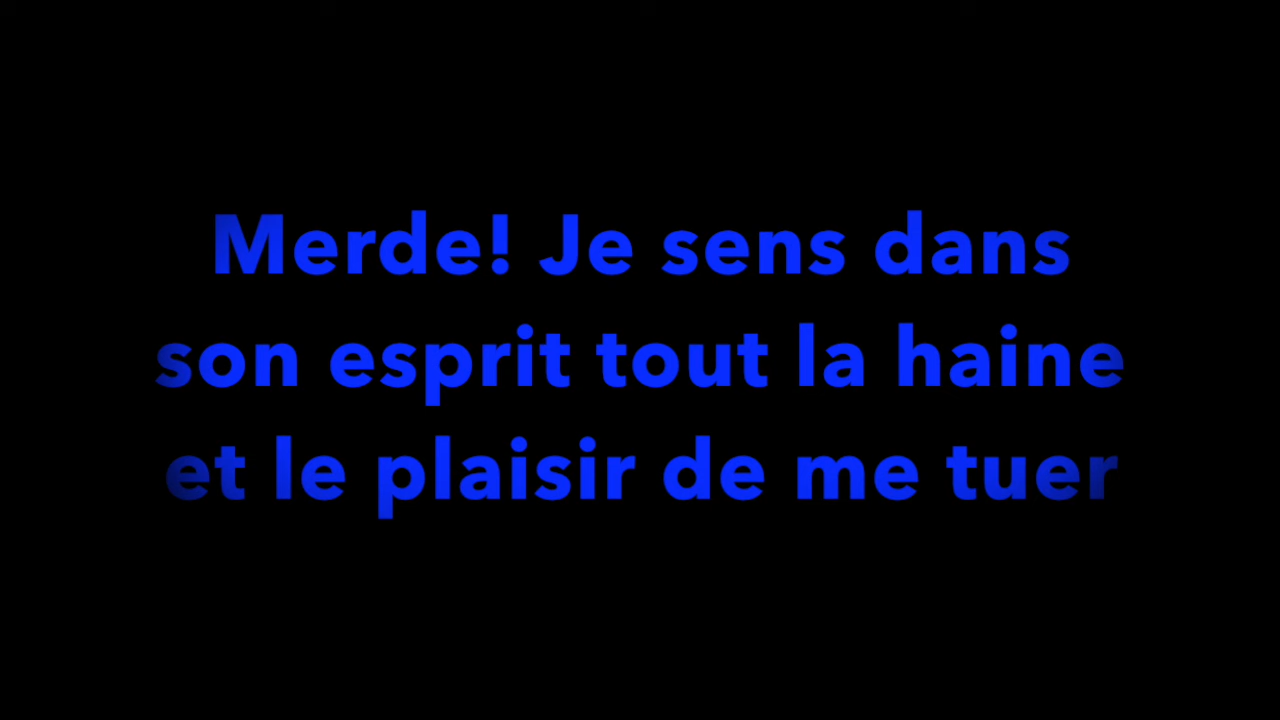 Merde! Je sens dans
son esprit tout la haine
et le plaisir de me tuer